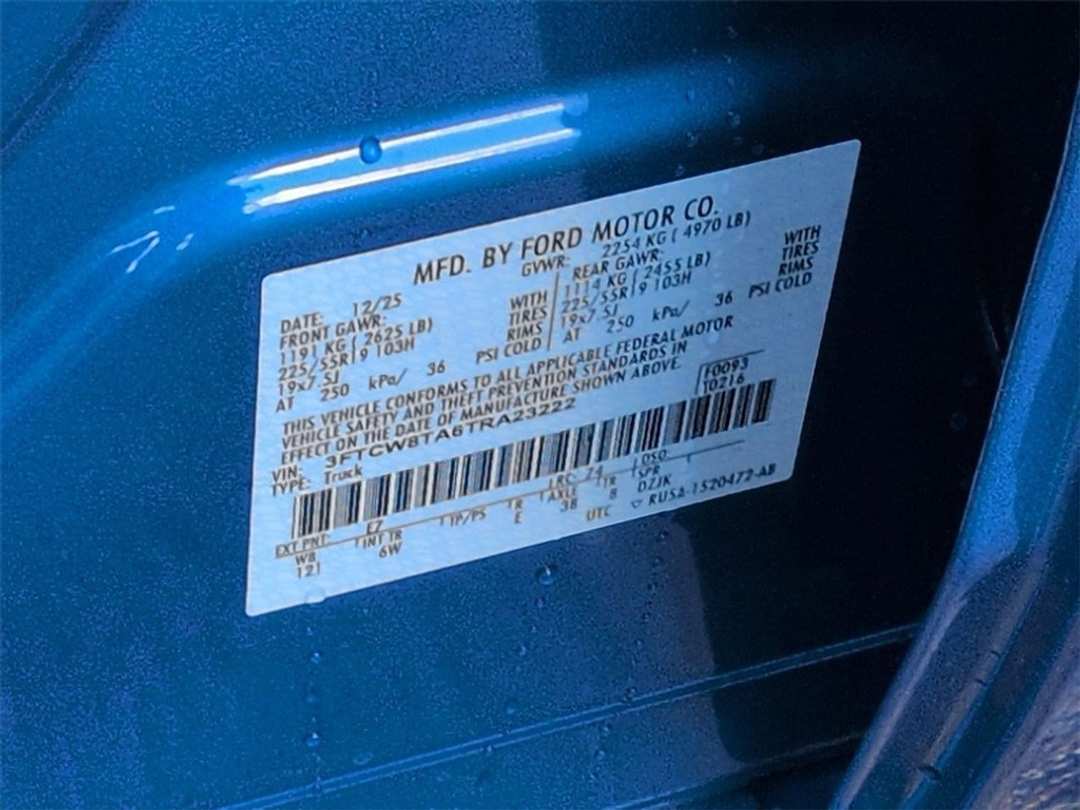 MFD. BY FORD MOTOR CO.
DATE: 12/25
GVWR: 2254 KG ( 4970 LB)
FRONT GAWR:
1191 KG ( 2625 LB)
225/55R19 103H
19x7.5J
AT 250 kPa/ 36 PSI COLD
WITH
TIRES
RIMS
REAR GAWR:
1114 KG ( 2455 LB)
225/55R19 103H
19x7.5J
AT 250 kPa/ 36 PSI COLD
WITH
TIRES
RIMS
THIS VEHICLE CONFORMS TO ALL APPLICABLE FEDERAL MOTOR
VEHICLE SAFETY AND THEFT PREVENTION STANDARDS IN
EFFECT ON THE DATE OF MANUFACTURE SHOWN ABOVE.
VIN: 3FTCW8TA6TRA23222
TYPE: Truck
F0093
T0216
EXT PNT: E7 LRC: 74 DSO:
WB INT TR TP/PS R AXLE TR SPR
121 6W E 38 8 DZJK
UTC RUSA-1520472-AB